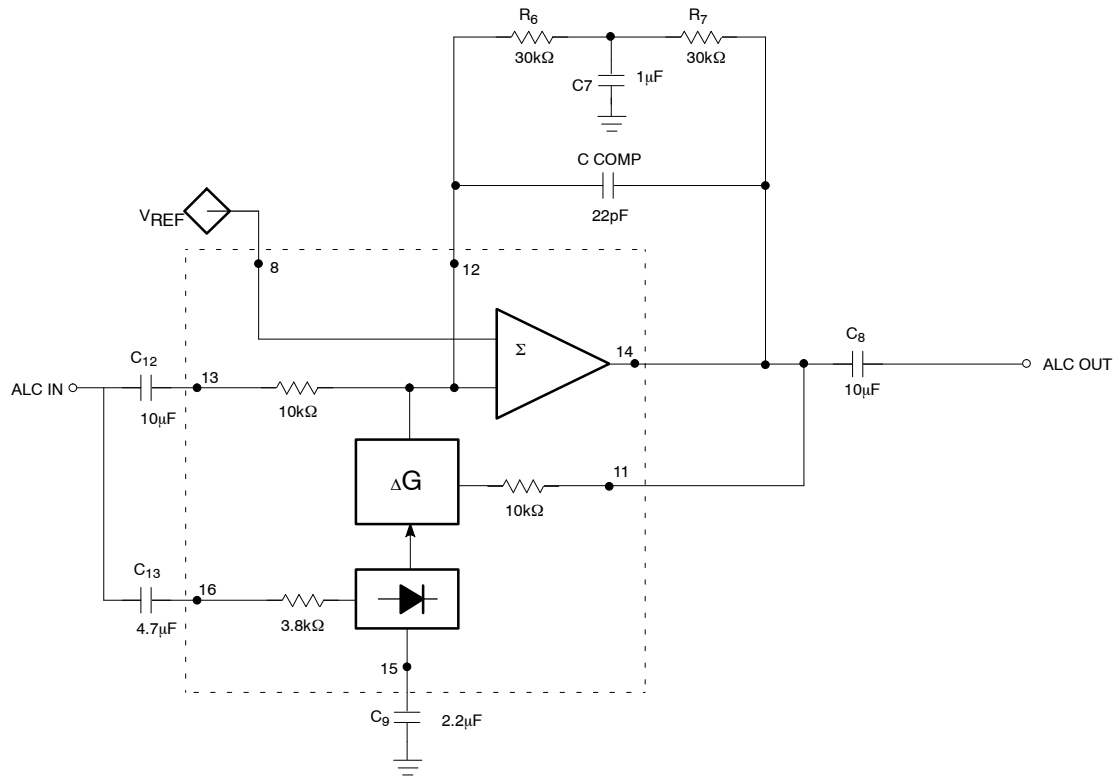 R6
R7
30kΩ
30kΩ
C7
1μF
C COMP
22pF
VREF
8
12
Σ
14
C8
10μF
ALC OUT
C12
ALC IN
13
10μF
10kΩ
ΔG
11
10kΩ
C13
16
4.7μF
3.8kΩ
15
C9
2.2μF